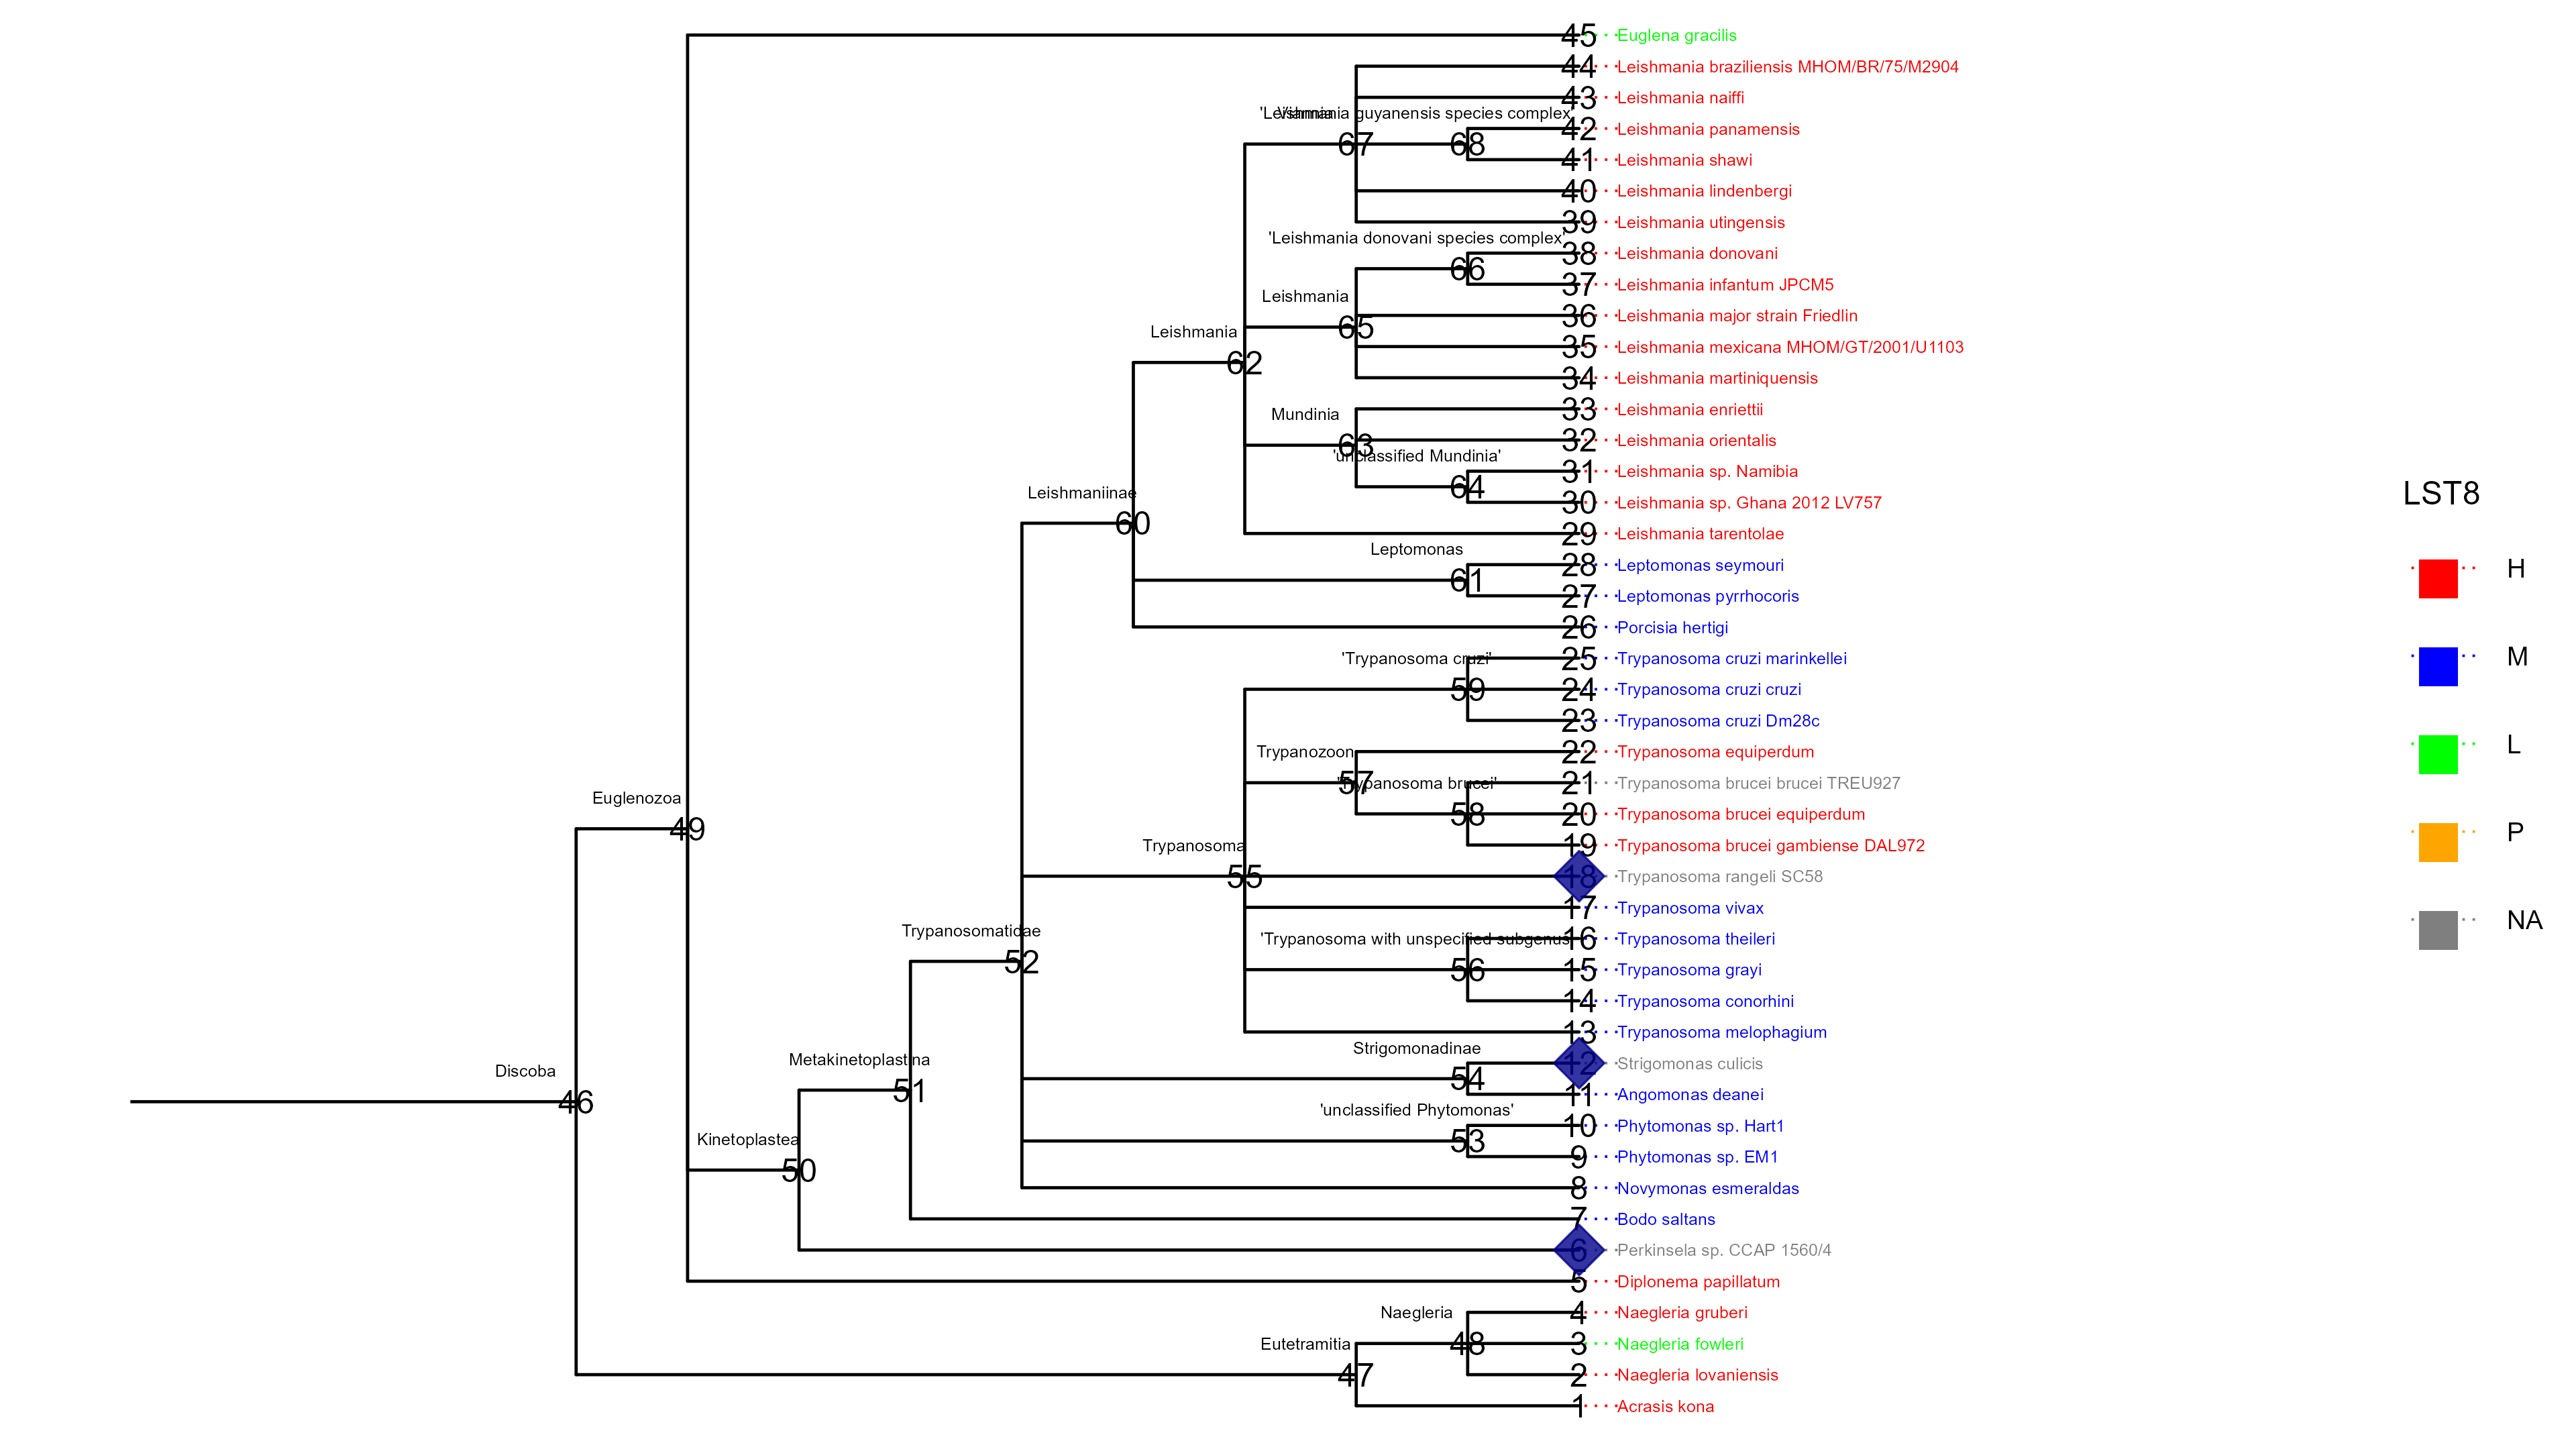 45 Euglena gracilis
44 Leishmania braziliensis MHOM/BR/75/M2904
43 Leishmania naiffi
'Leishmania guyanensis species complex'
Viannia
42 Leishmania panamensis
67
68
41 Leishmania shawi
40 Leishmania lindenbergi
39 Leishmania utingensis
'Leishmania donovani species complex'
38 Leishmania donovani
66
37 Leishmania infantum JPCM5
Leishmania
36 Leishmania major strain Friedlin
65
Leishmania
35 Leishmania mexicana MHOM/GT/2001/U1103
62
34 Leishmania martiniquensis
33 Leishmania enriettii
Mundinia
32 Leishmania orientalis
63
'unclassified Mundinia'
31 Leishmania sp. Namibia
64
30 Leishmania sp. Ghana 2012 LV757
Leishmaniinae
60
29 Leishmania tarentolae
Leptomonas
28 Leptomonas seymouri
61
27 Leptomonas pyrrhocoris
26 Porcisia hertigi
'Trypanosoma cruzi'
25 Trypanosoma cruzi marinkellei
59
24 Trypanosoma cruzi cruzi
23 Trypanosoma cruzi Dm28c
Trypanozoon
22 Trypanosoma equiperdum
57
'Trypanosoma brucei'
21 Trypanosoma brucei brucei TREU927
58
20 Trypanosoma brucei equiperdum
Trypanosoma
19 Trypanosoma brucei gambiense DAL972
55
18 Trypanosoma rangeli SC58
17 Trypanosoma vivax
'Trypanosoma with unspecified subgenus'
16 Trypanosoma theileri
56
15 Trypanosoma grayi
14 Trypanosoma conorhini
13 Trypanosoma melophagium
Strigomonadinae
12 Strigomonas culicis
54
11 Angomonas deanei
'unclassified Phytomonas'
10 Phytomonas sp. Hart1
53
9 Phytomonas sp. EM1
8 Novymonas esmeraldas
7 Bodo saltans
6 Perkinsela sp. CCAP 1560/4
5 Diplonema papillatum
Naegleria
4 Naegleria gruberi
Eutetramitia
48
3 Naegleria fowleri
47
2 Naegleria lovaniensis
1 Acrasis kona
Euglenozoa
49
Trypanosomatidae
52
Metakinetoplastina
51
Discoba
46
Kinetoplastea
50
LST8
H
M
L
P
NA